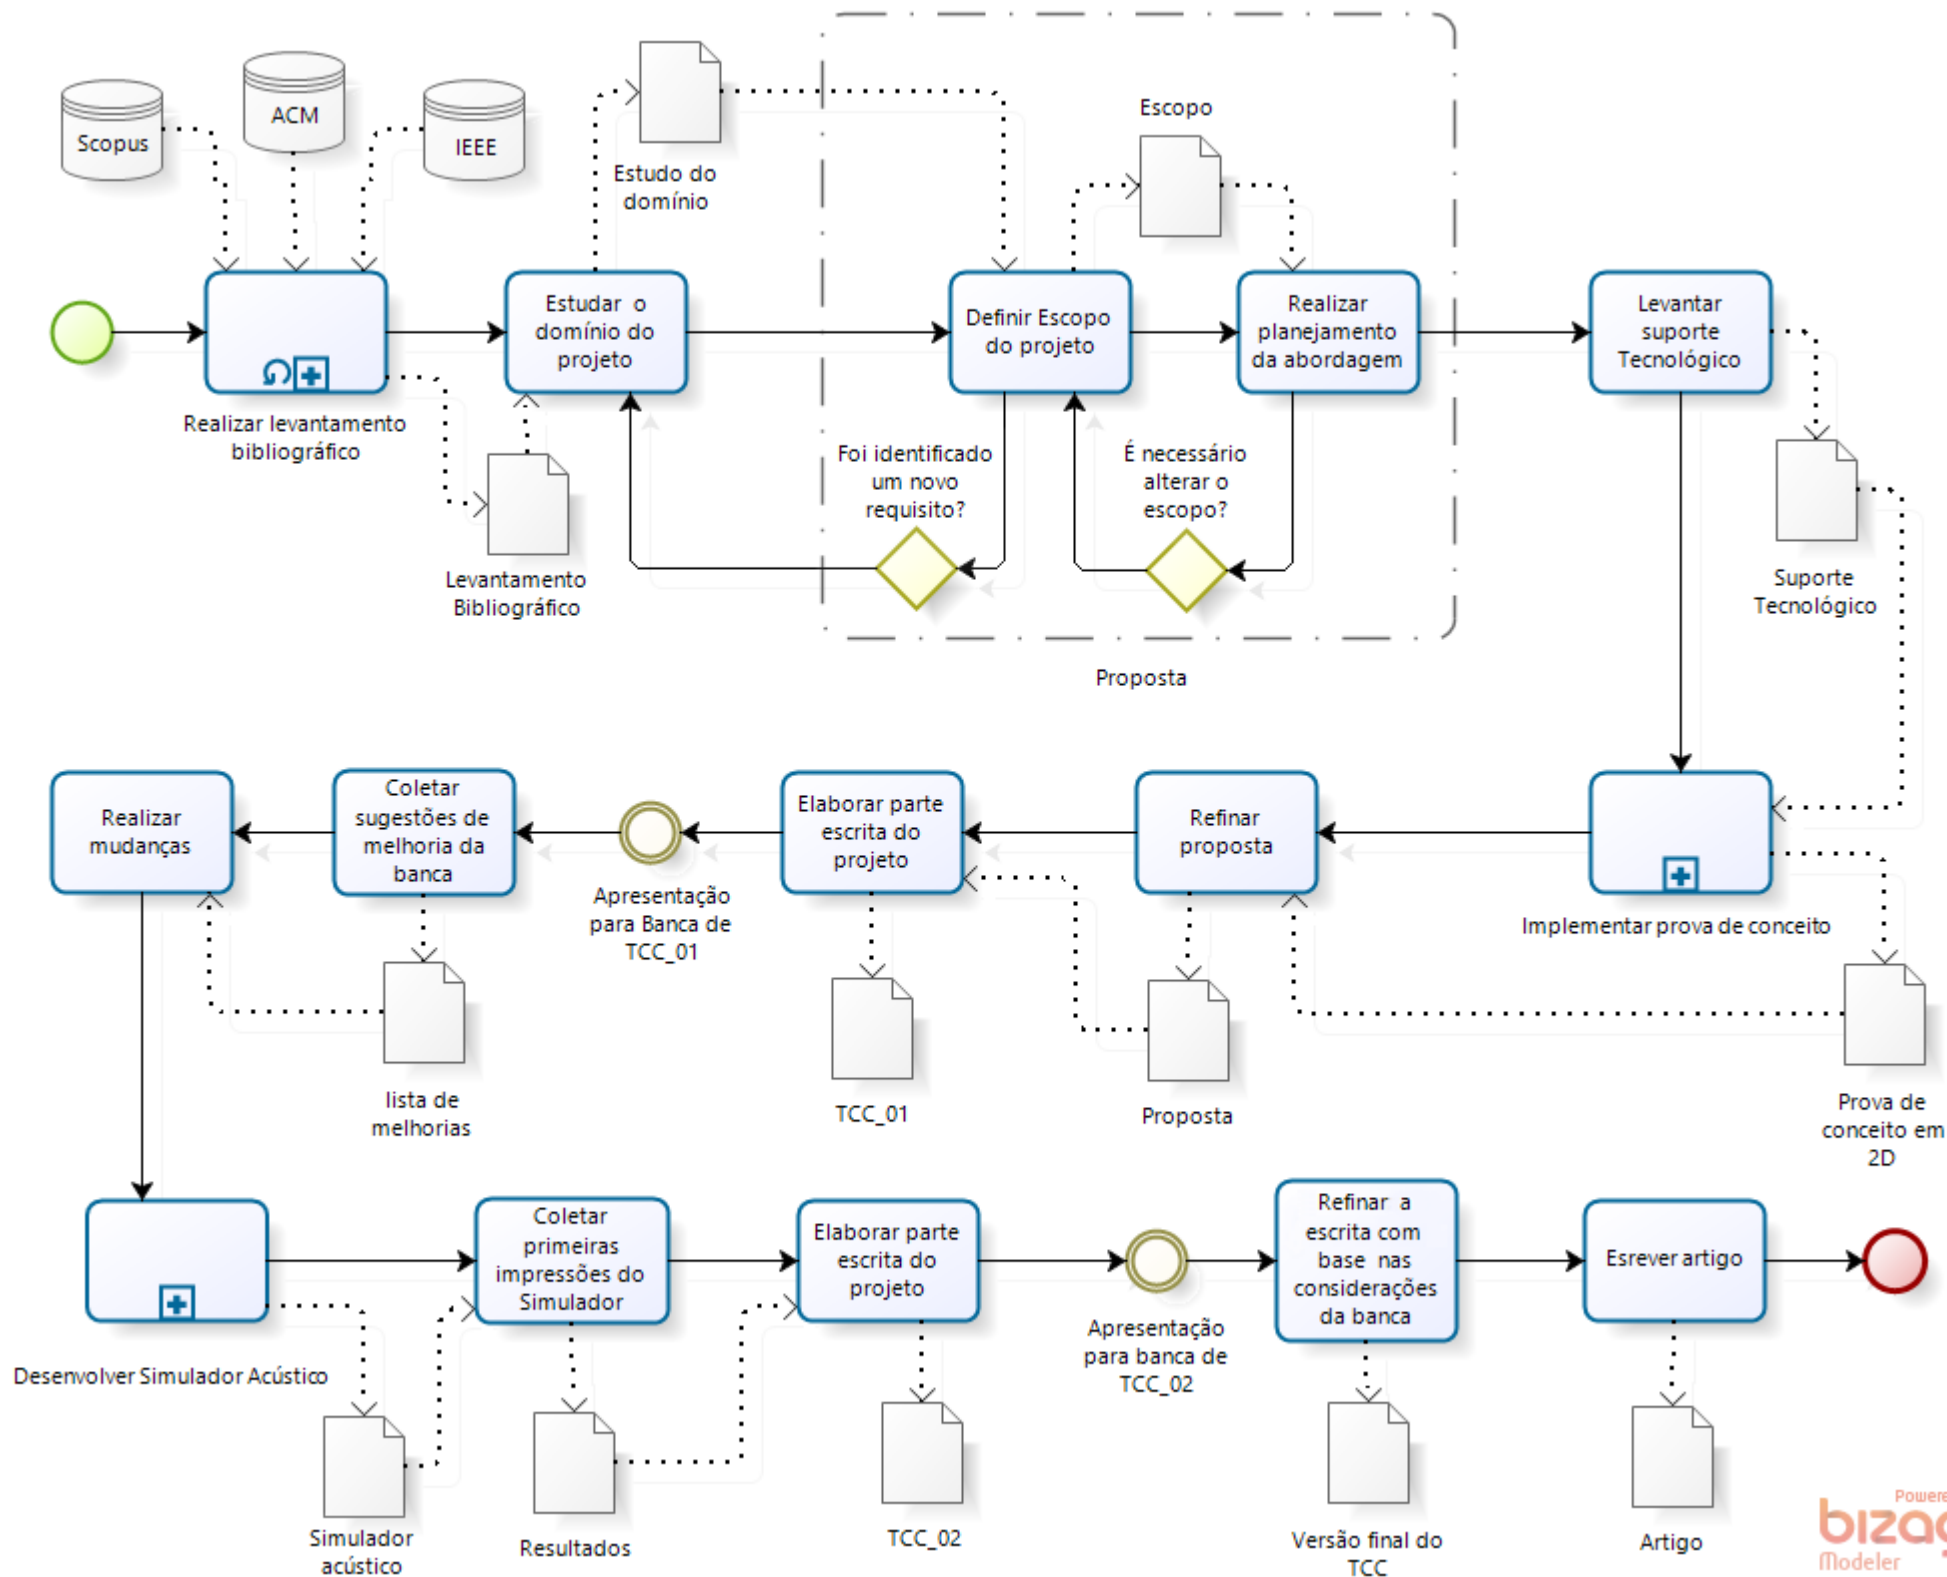 Scopus
ACM
IEEE
Estudo do
domínio
Escopo
Realizar levantamento
bibliográfico
Estudar o
domínio do
projeto
Definir Escopo
do projeto
Realizar
planejamento
da abordagem
Levantar
suporte
Tecnológico
Levantamento
Bibliográfico
Foi identificado
um novo
requisito?
É necessário
alterar o
escopo?
Suporte
Tecnológico
Proposta
Realizar
mudanças
Coletar
sugestões de
melhoria da
banca
Apresentação
para Banca de
TCC_01
Elaborar parte
escrita do
projeto
Refinar
proposta
Implementar prova de conceito
lista de
melhorias
TCC_01
Proposta
Prova de
conceito em
2D
Desenvolver Simulador Acústico
Coletar
primeiras
impressões do
Simulador
Elaborar parte
escrita do
projeto
Apresentação
para banca de
TCC_02
Refinar a
escrita com
base nas
considerações
da banca
Esrever artigo
Simulador
acústico
Resultados
TCC_02
Versão final do
TCC
Artigo
Modeler